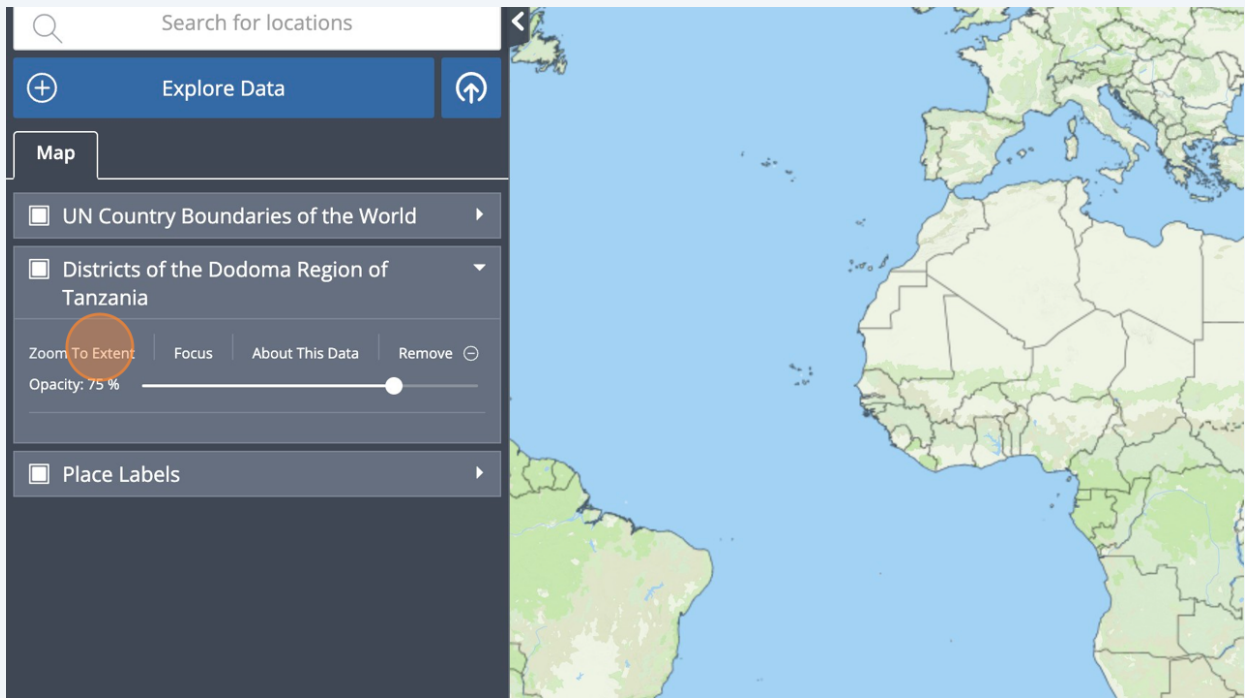 Search for locations
Explore Data
Map
UN Country Boundaries of the World
Districts of the Dodoma Region of
Tanzania
Zoom To Extent
Focus
About This Data
Remove
Opacity: 75 %
Place Labels